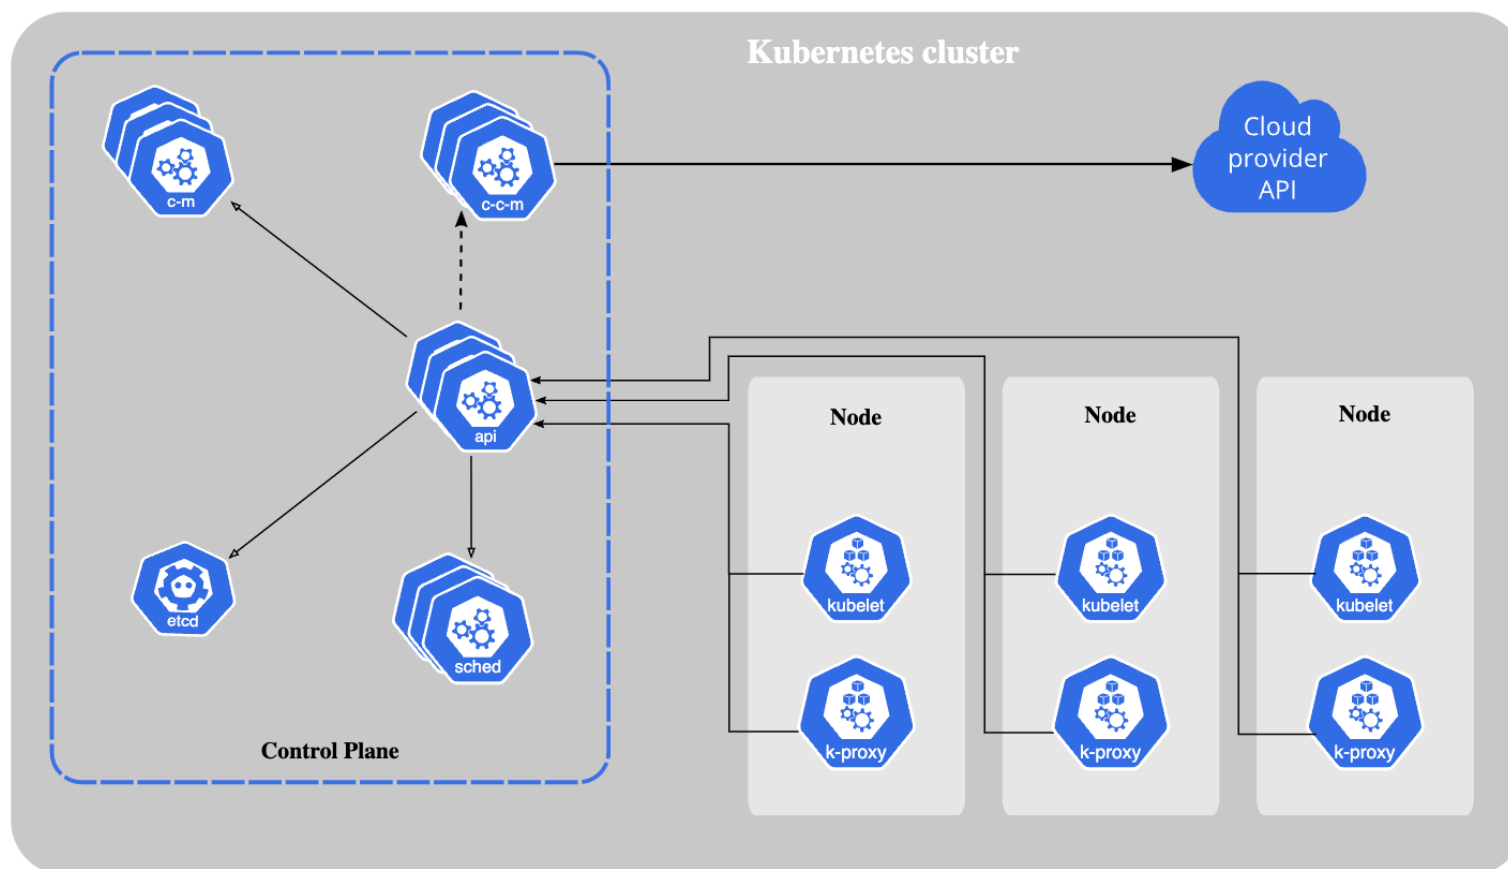 Kubernetes cluster
c-m
c-c-m
Cloud
provider
API
api
etcd
sched
Control Plane
Node
kubelet
k-proxy
Node
kubelet
k-proxy
Node
kubelet
k-proxy